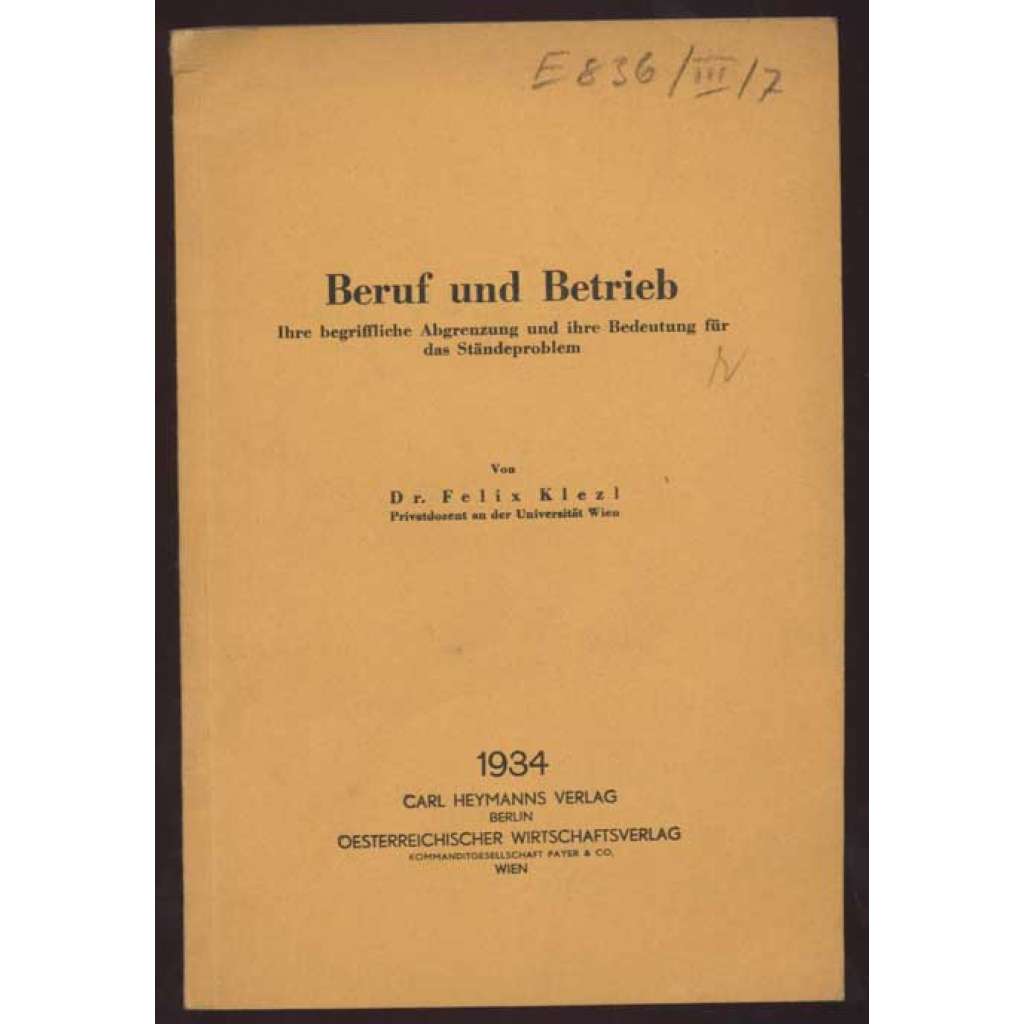 E 836/III/7
Beruf und Betrieb
Ihre begriffliche Abgrenzung und ihre Bedeutung für
das Ständeproblem
Von
Dr. Felix Klezl
Privatdozent an der Universität Wien
1934
CARL HEYMANNS VERLAG
BERLIN
OESTERREICHISCHER WIRTSCHAFTSVERLAG
KOMMANDITGESELLSCHAFT PAYER & CO.
WIEN